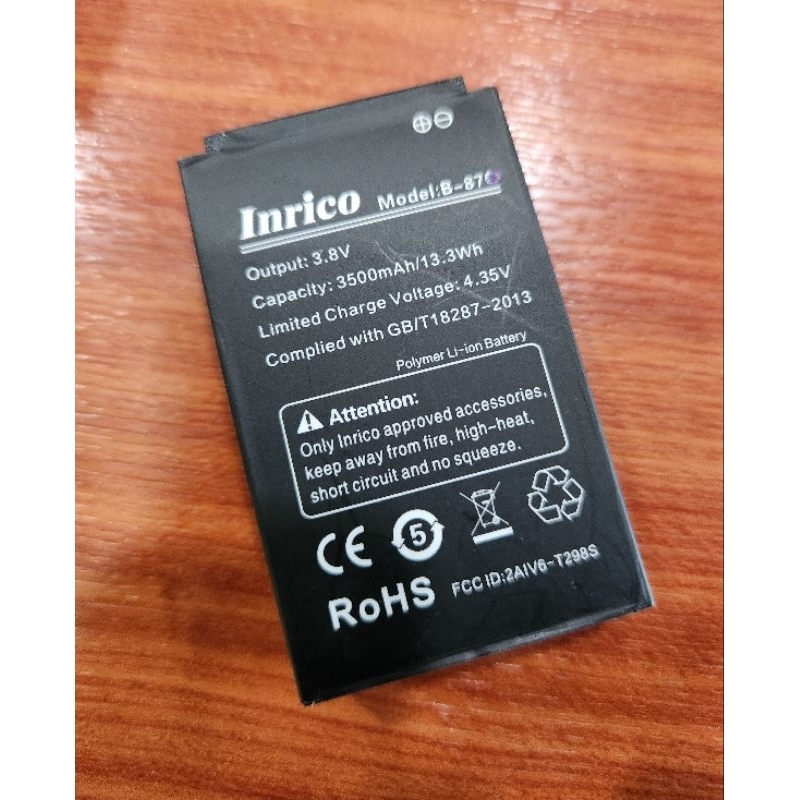 Inrico Model:B-87
Output: 3.8V
Capacity: 3500mAh/13.3Wh
Limited Charge Voltage: 4.35V
Complied with GB/T18287-2013
Polymer Li-ion Battery
Attention:
Only Inrico approved accessories,
keep away from fire, high-heat,
short circuit and no squeeze.
CE 5
RoHS FCC ID:2AIV6-T298S